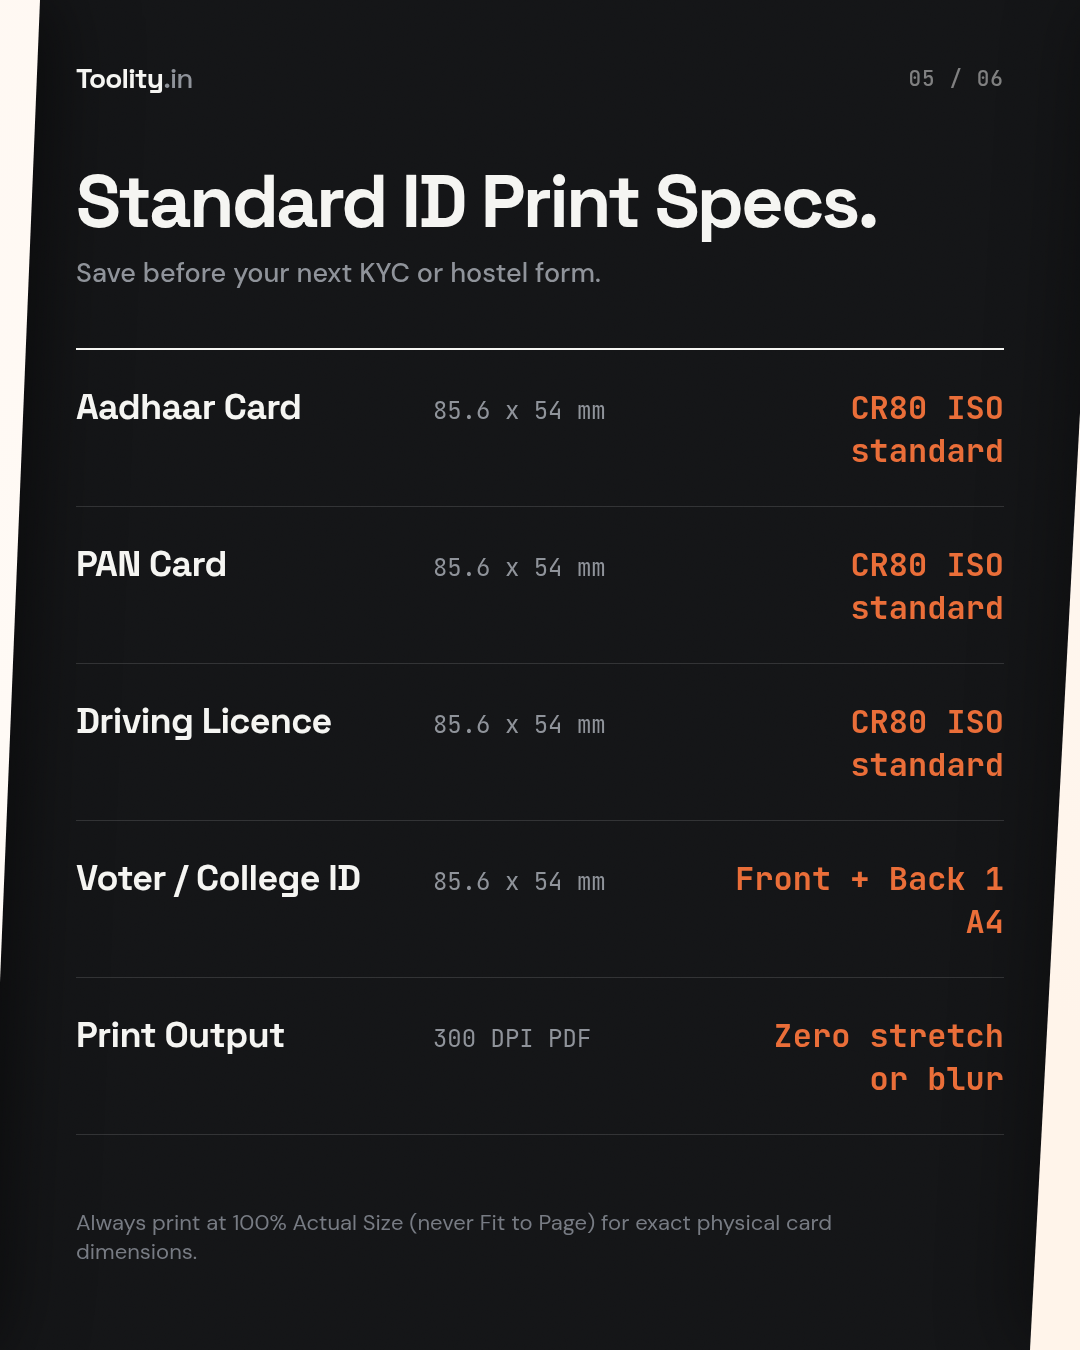 Toolity.in
05 / 06
Standard ID Print Specs.
Save before your next KYC or hostel form.
Aadhaar Card
85.6 x 54 mm
CR80 ISO
standard
PAN Card
85.6 x 54 mm
CR80 ISO
standard
Driving Licence
85.6 x 54 mm
CR80 ISO
standard
Voter / College ID
85.6 x 54 mm
Front + Back 1
A4
Print Output
300 DPI PDF
Zero stretch
or blur
Always print at 100% Actual Size (never Fit to Page) for exact physical card
dimensions.